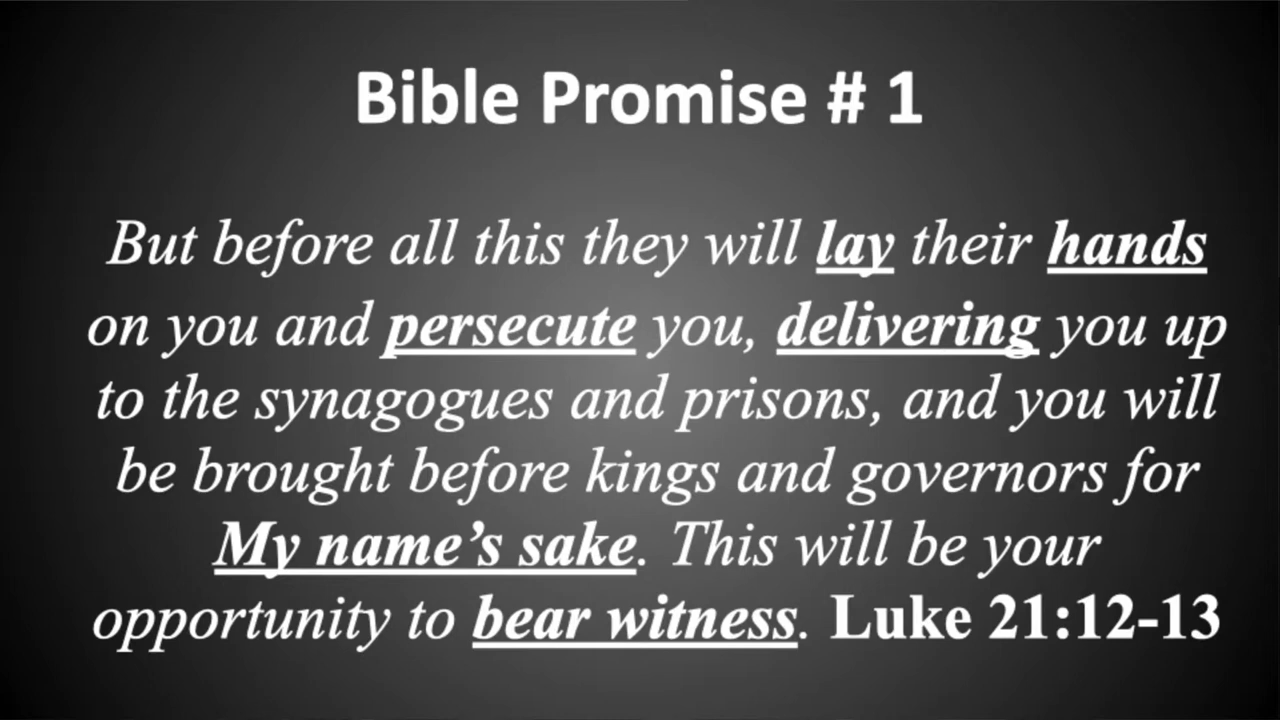 Bible Promise # 1
But before all this they will lay their hands
on you and persecute you, delivering you up
to the synagogues and prisons, and you will
be brought before kings and governors for
My name’s sake. This will be your
opportunity to bear witness. Luke 21:12-13